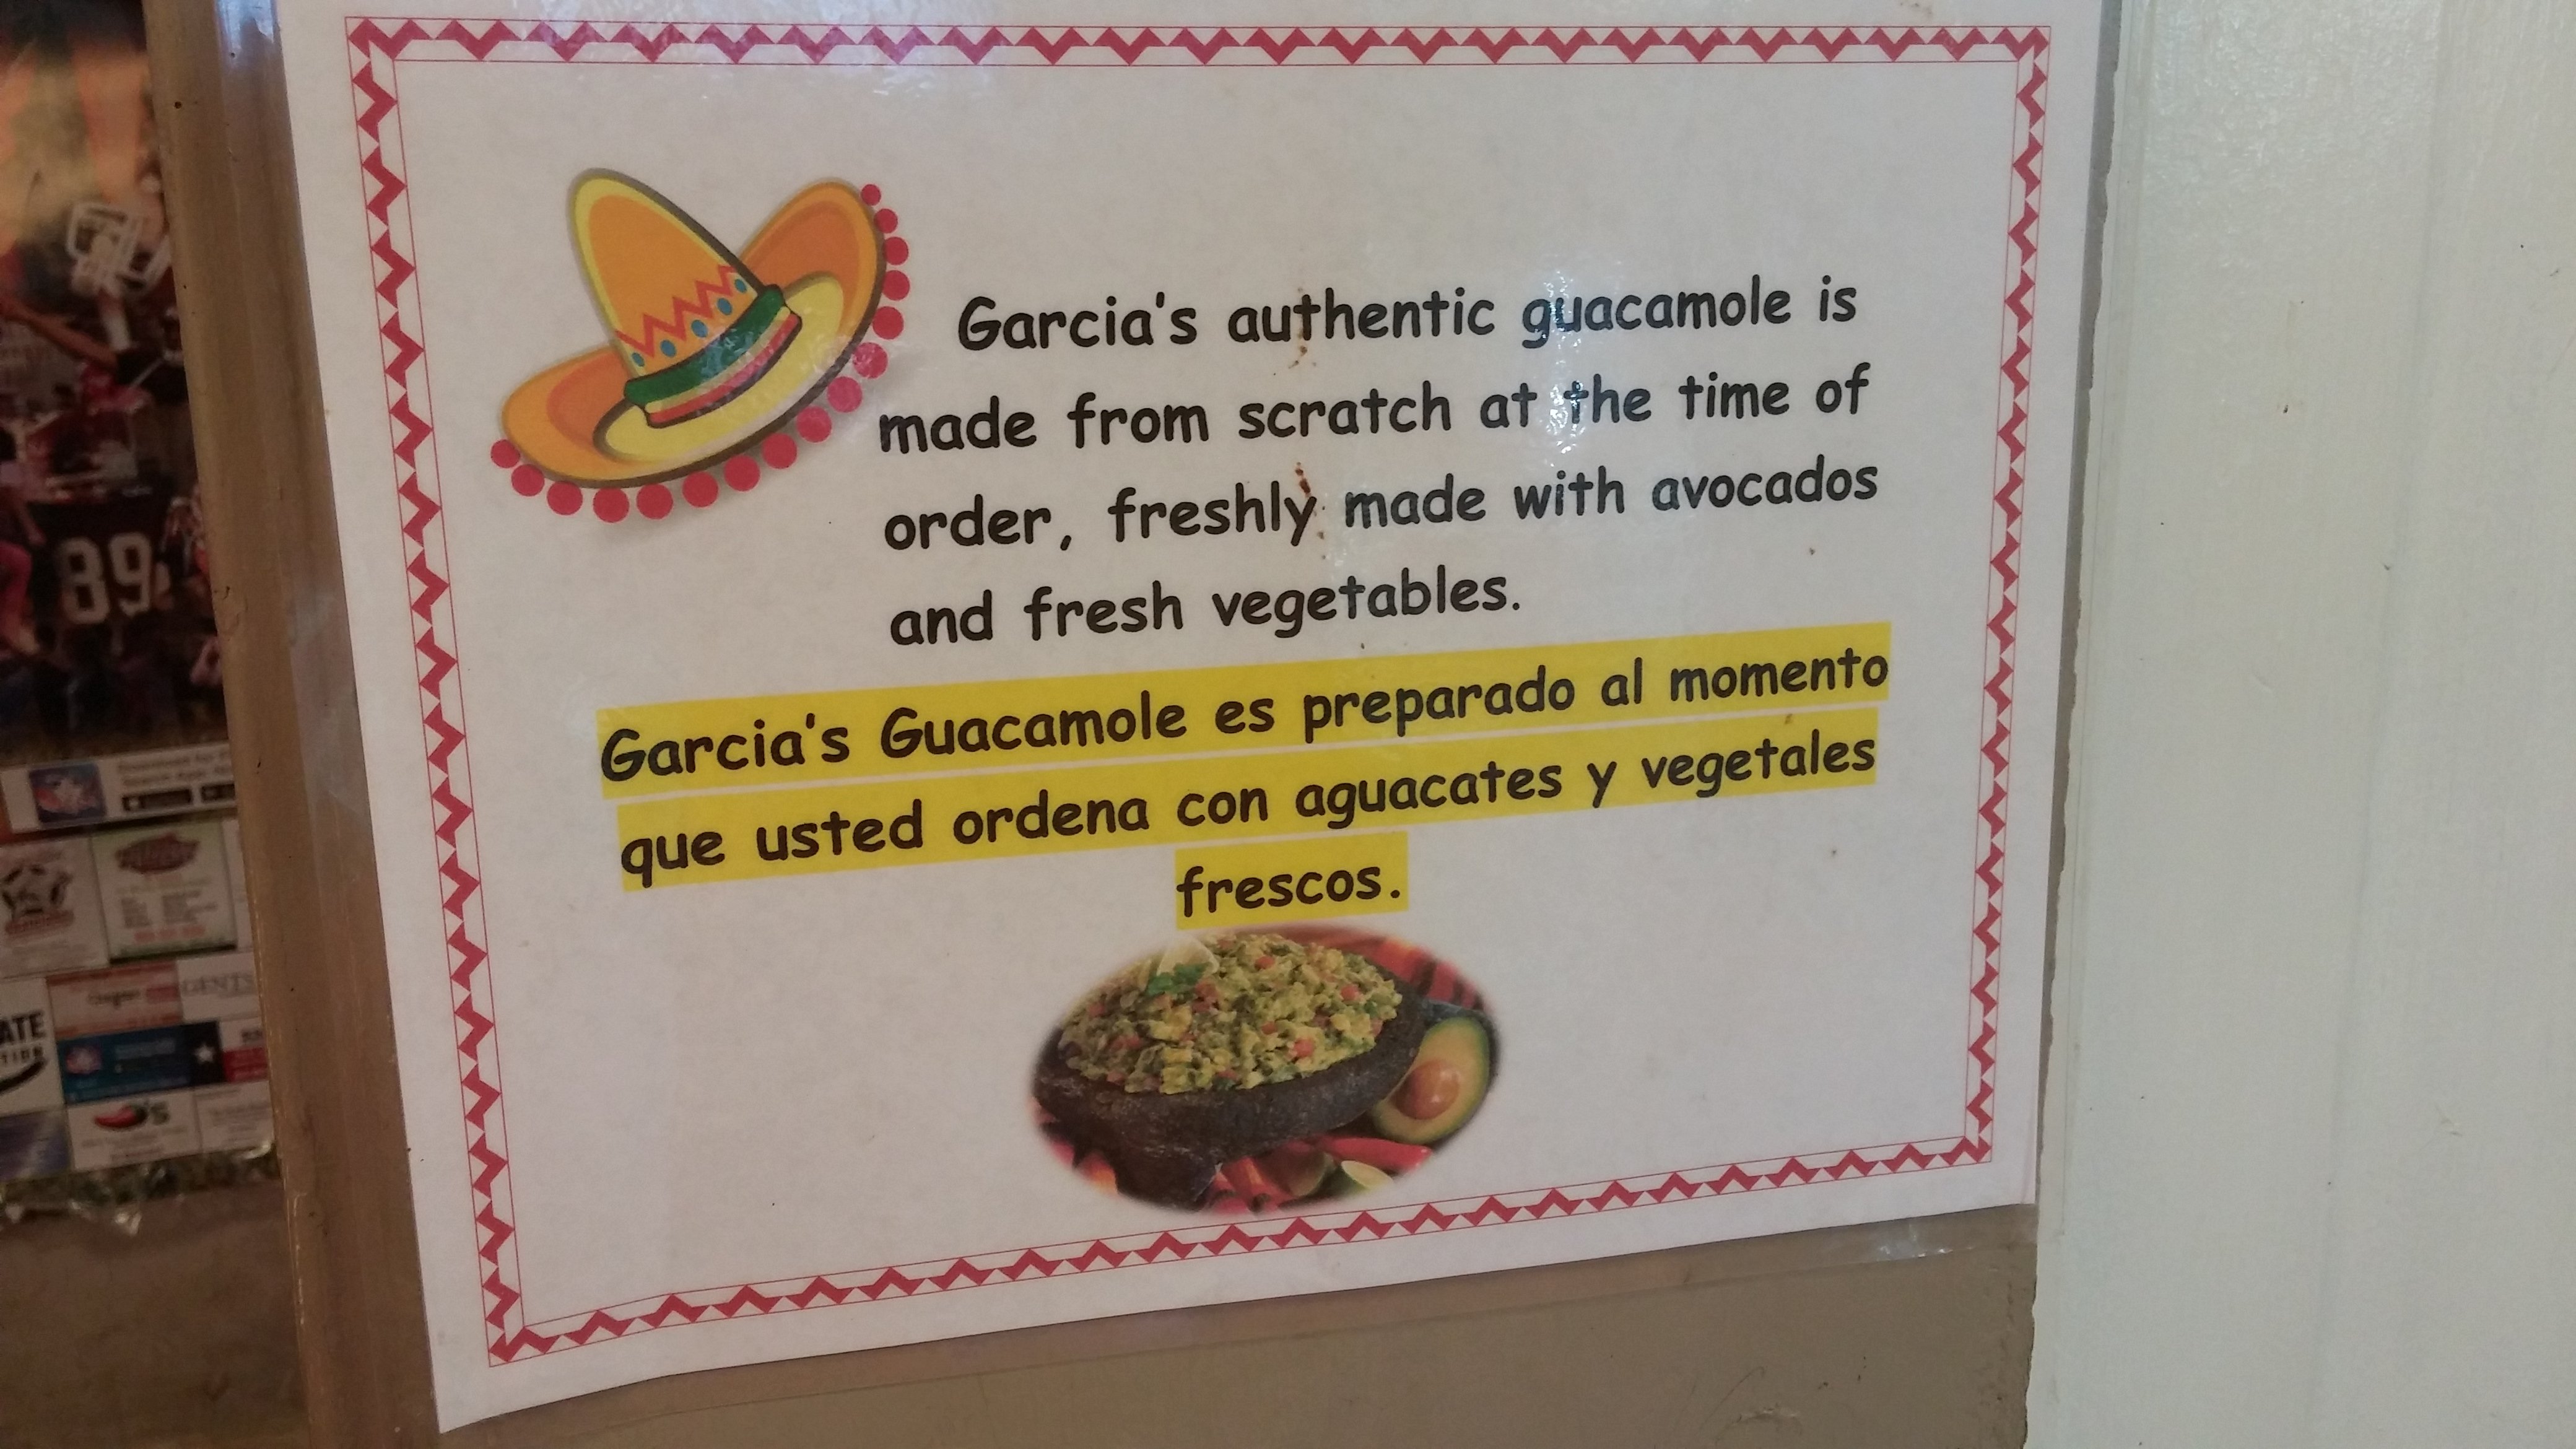 Garcia's authentic guacamole is
made from scratch at the time of
order, freshly made with avocados
and fresh vegetables.
Garcia's Guacamole es preparado al momento
que usted ordena con aguacates y vegetales
frescos.
89